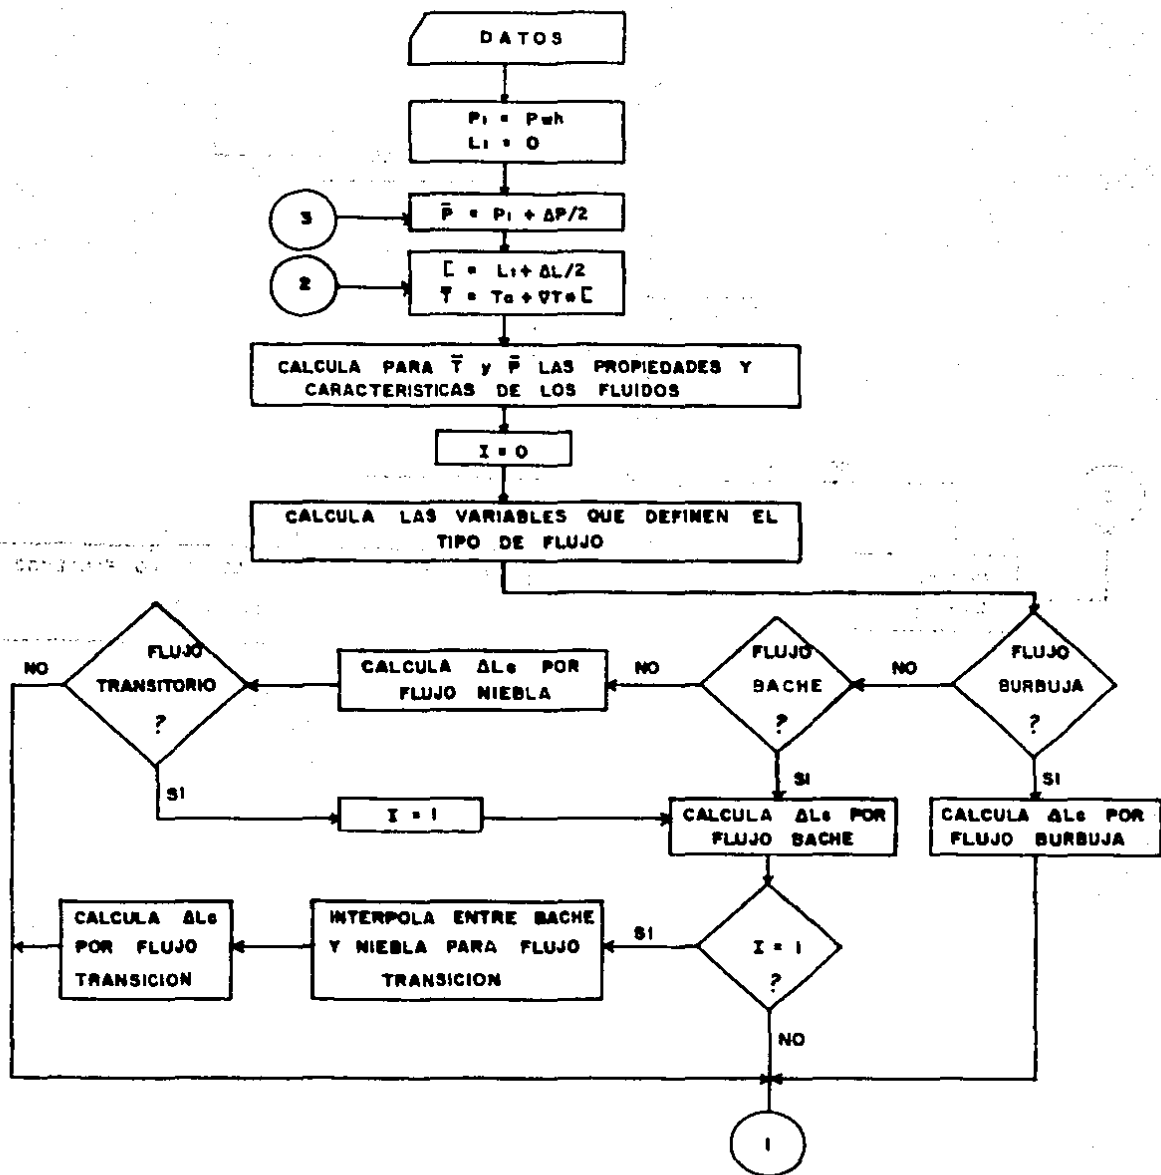 DATOS
P₁ = Pwh
L₁ = 0
3
P̄ = P₁ + ΔP/2
2
L̄ = L₁ + ΔL/2
T̄ = Ta + ∇T * L̄
CALCULA PARA T̄ y P̄ LAS PROPIEDADES Y
CARACTERISTICAS DE LOS FLUIDOS
I = 0
CALCULA LAS VARIABLES QUE DEFINEN EL
TIPO DE FLUJO
FLUJO
BURBUJA
?
NO
SI
FLUJO
BACHE
?
NO
SI
CALCULA ΔLc POR
FLUJO NIEBLA
FLUJO
TRANSITORIO
?
NO
SI
I = 1
CALCULA ΔLc POR
FLUJO BACHE
CALCULA ΔLc POR
FLUJO BURBUJA
I = 1
?
SI
NO
INTERPOLA ENTRE BACHE
Y NIEBLA PARA FLUJO
TRANSICION
CALCULA ΔLc
POR FLUJO
TRANSICION
1